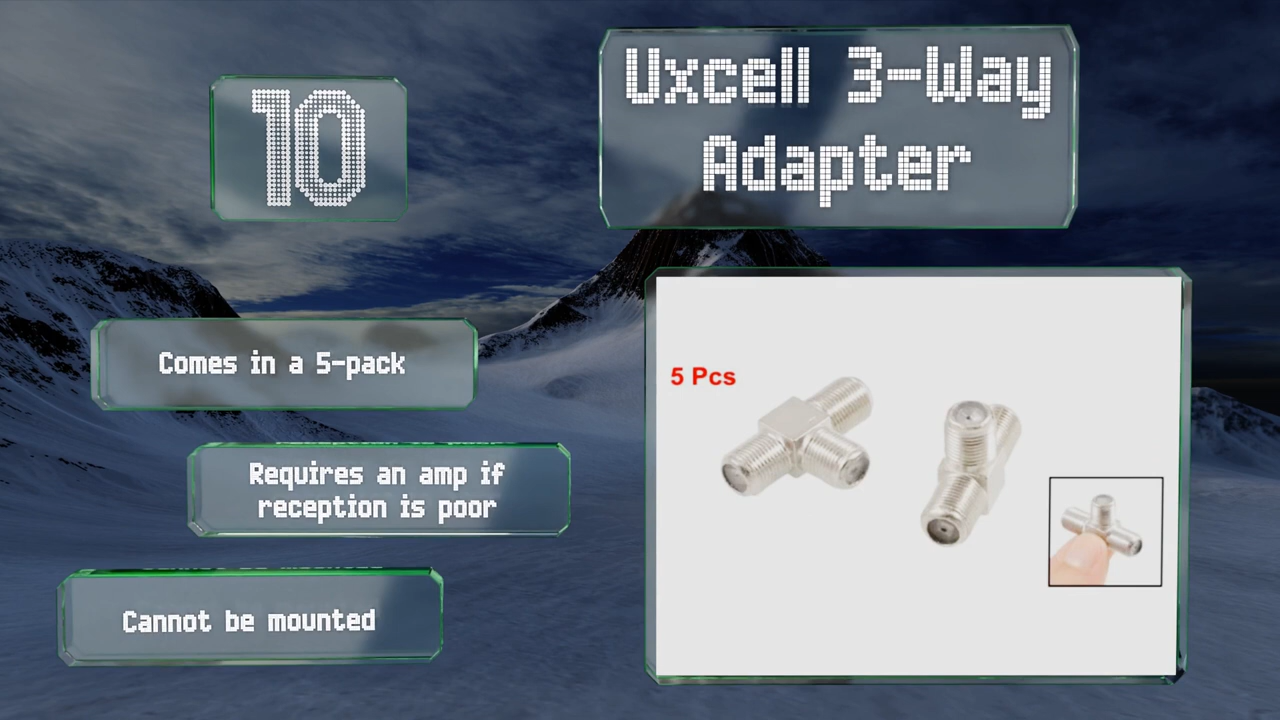 10
Uxcell 3-Way
Adapter
Comes in a 5-pack
Requires an amp if
reception is poor
Cannot be mounted
5 Pcs